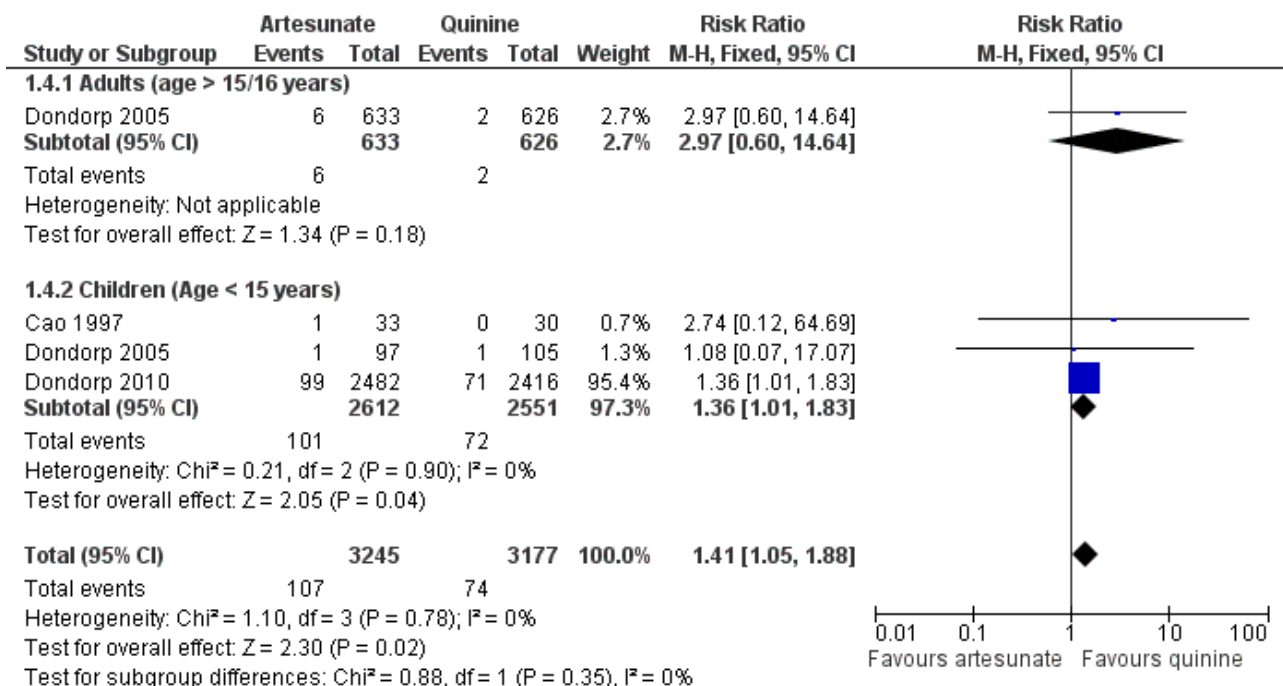 Artesunate Quinine Risk Ratio Risk Ratio
Study or Subgroup Events Total Events Total Weight M-H, Fixed, 95% CI M-H, Fixed, 95% CI
1.4.1 Adults (age > 15/16 years)
Dondorp 2005 6 633 2 626 2.7% 2.97 [0.60, 14.64]
Subtotal (95% CI) 633 626 2.7% 2.97 [0.60, 14.64]
Total events 6 2
Heterogeneity: Not applicable
Test for overall effect: Z = 1.34 (P = 0.18)
1.4.2 Children (Age < 15 years)
Cao 1997 1 33 0 30 0.7% 2.74 [0.12, 64.69]
Dondorp 2005 1 97 1 105 1.3% 1.08 [0.07, 17.07]
Dondorp 2010 99 2482 71 2416 95.4% 1.36 [1.01, 1.83]
Subtotal (95% CI) 2612 2551 97.3% 1.36 [1.01, 1.83]
Total events 101 72
Heterogeneity: Chi² = 0.21, df = 2 (P = 0.90); I² = 0%
Test for overall effect: Z = 2.05 (P = 0.04)
Total (95% CI) 3245 3177 100.0% 1.41 [1.05, 1.88]
Total events 107 74
Heterogeneity: Chi² = 1.10, df = 3 (P = 0.78); I² = 0%
Test for overall effect: Z = 2.30 (P = 0.02)
Test for subgroup differences: Chi² = 0.88, df = 1 (P = 0.35), I² = 0%
0.01 0.1 1 10 100
Favours artesunate Favours quinine